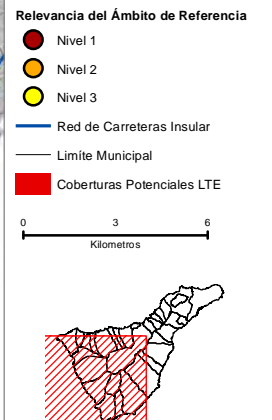 Relevancia del Ámbito de Referencia
Nivel 1
Nivel 2
Nivel 3
Red de Carreteras Insular
Limíte Municipal
Coberturas Potenciales LTE
0 3 6
Kilometros